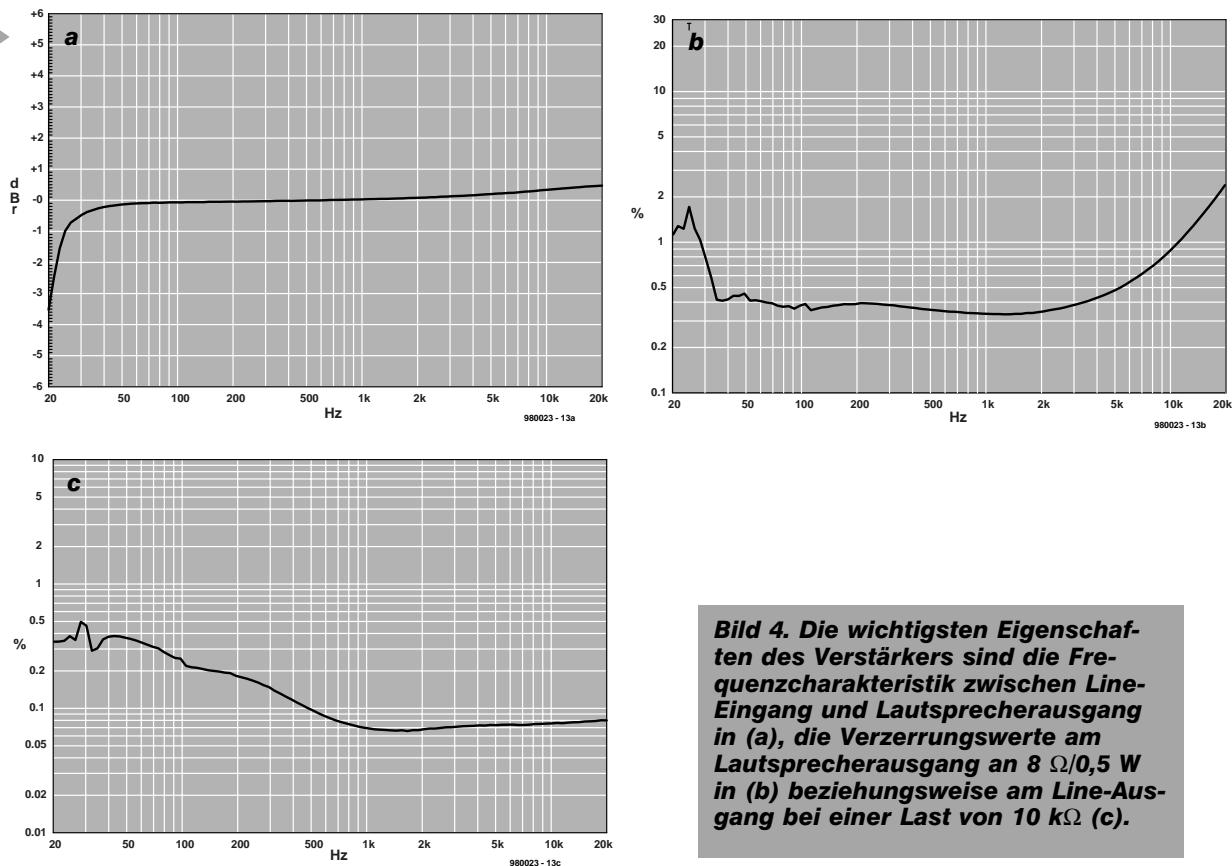 +6
+5
+4
+3
+2
+1
-0
-1
-2
-3
-4
-5
-6
d
B
r
a
20 50 100 200 500 1k 2k 5k 10k 20k
Hz
980023 - 13a
30
20
10
5
2
1
0.5
0.2
0.1
%
T
b
20 50 100 200 500 1k 2k 5k 10k 20k
Hz
980023 - 13b
10
5
2
1
0.5
0.2
0.1
0.05
0.02
0.01
%
c
20 50 100 200 500 1k 2k 5k 10k 20k
Hz
980023 - 13c
Bild 4. Die wichtigsten Eigenschaf-
ten des Verstärkers sind die Fre-
quenzcharakteristik zwischen Line-
Eingang und Lautsprecherausgang
in (a), die Verzerrungswerte am
Lautsprecherausgang an 8 Ω/0,5 W
in (b) beziehungsweise am Line-Aus-
gang bei einer Last von 10 kΩ (c).